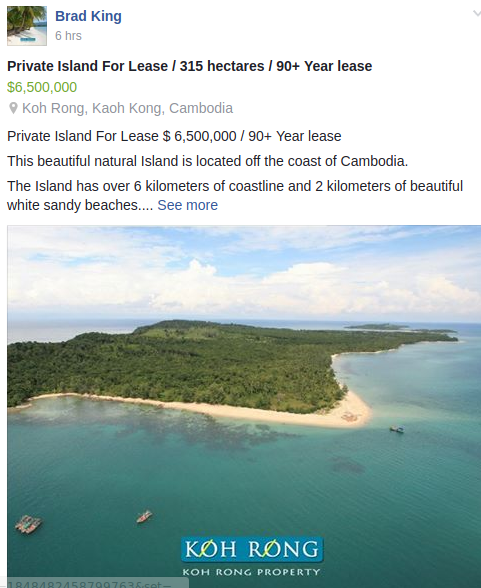 Brad King
6 hrs
Private Island For Lease / 315 hectares / 90+ Year lease
$6,500,000
Koh Rong, Kaoh Kong, Cambodia
Private Island For Lease $ 6,500,000 / 90+ Year lease
This beautiful natural Island is located off the coast of Cambodia.
The Island has over 6 kilometers of coastline and 2 kilometers of beautiful
white sandy beaches.... See more
KOH RONG
KOH RONG PROPERTY